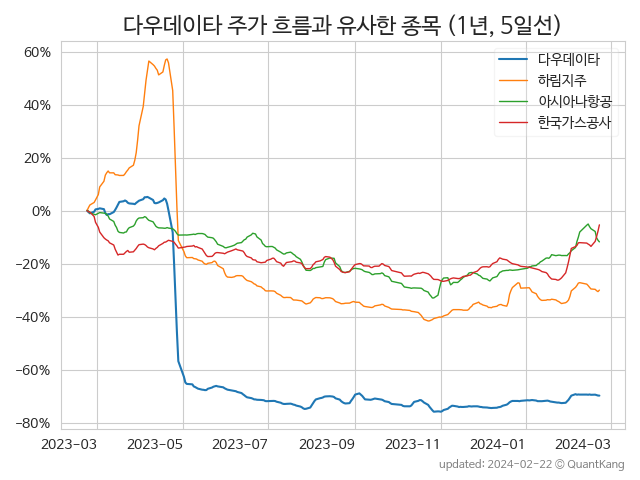 다우데이타 주가 흐름과 유사한 종목 (1년, 5일선)
60%
40%
20%
0%
−20%
−40%
−60%
−80%
다우데이타
하림지주
아시아나항공
한국가스공사
2023-03
2023-05
2023-07
2023-09
2023-11
2024-01
2024-03
updated: 2024-02-22 © QuantKang